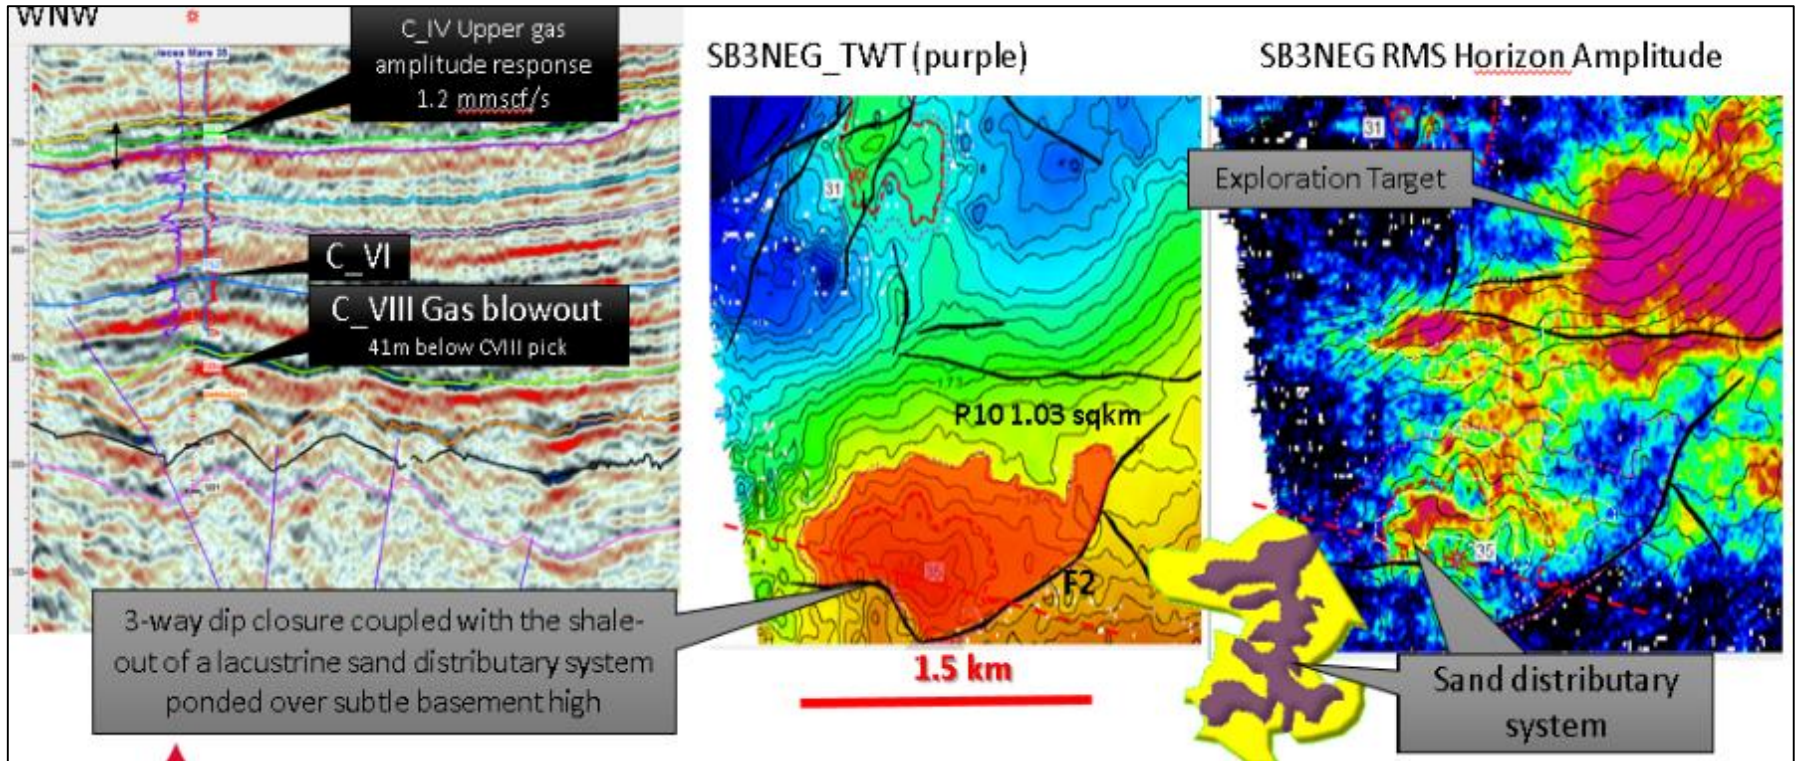 WNW
C_IV Upper gas
amplitude response
1.2 mmscf/s
C_VI
C_VIII Gas blowout
41m below CVIII pick
3-way dip closure coupled with the shale-
out of a lacustrine sand distributary system
ponded over subtle basement high
SB3NEG_TWT (purple)
31
P10 1.03 sqkm
35
F2
1.5 km
SB3NEG RMS Horizon Amplitude
31
Exploration Target
35
Sand distributary
system